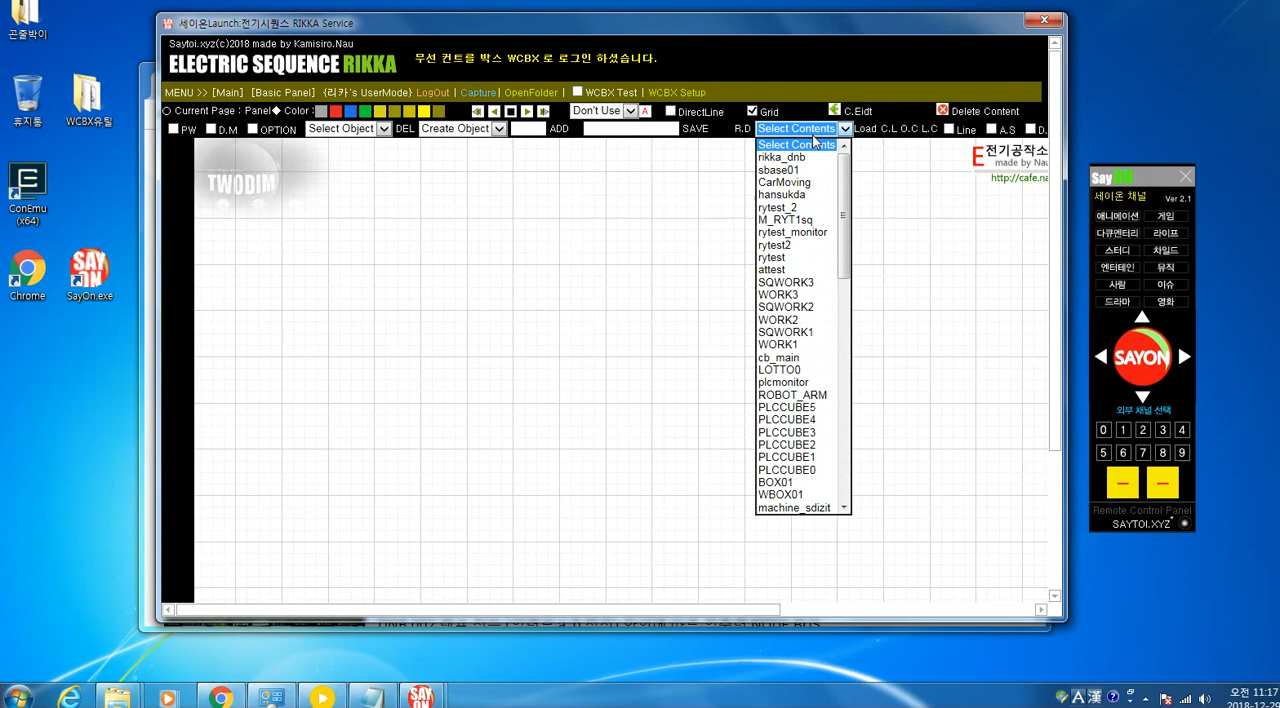 곤줄박이
휴지통
WCBX유틸
ConEmu (x64)
Chrome
SayOn.exe
세이온Launch:전기시퀀스 RIKKA Service
Saytoi.xyz(c)2018 made by Kamisiro.Nau
ELECTRIC SEQUENCE RIKKA
무선 컨트롤 박스 WCBX 로 로그인 하셨습니다.
MENU >> [Main] [Basic Panel] {리카's UserMode} LogOut | Capture | OpenFolder | WCBX Test | WCBX Setup
Current Page : Panel◆ Color:
Don't Use
A
DirectLine
Grid
C.Eidt
Delete Content
PW
D.M
OPTION
Select Object
DEL
Create Object
ADD
SAVE
R.D
Select Contents
Load C.L O.C L.C
Line
A.S
D.
TWODIM
E 전기공작소
made by Nau
http://cafe.na
Select Contents
rikka_dnb
sbase01
CarMoving
hansukda
rytest_2
M_RYT1sq
rytest_monitor
rytest2
rytest
attest
SQWORK3
WORK3
SQWORK2
WORK2
SQWORK1
WORK1
cb_main
LOTTO0
plcmonitor
ROBOT_ARM
PLCCUBE5
PLCCUBE4
PLCCUBE3
PLCCUBE2
PLCCUBE1
PLCCUBE0
BOX01
WBOX01
machine_sdizit
Say
세이온 채널 Ver 2.1
애니메이션 게임
다큐멘터리 라이프
스터디 차일드
엔터테인 뮤직
사람 이슈
드라마 영화
SAYON
외부 채널 선택
0 1 2 3 4
5 6 7 8 9
Remote Control Panel
SAYTOI.XYZ
SAY ON
A 漢
오전 11:17
2018-12-29